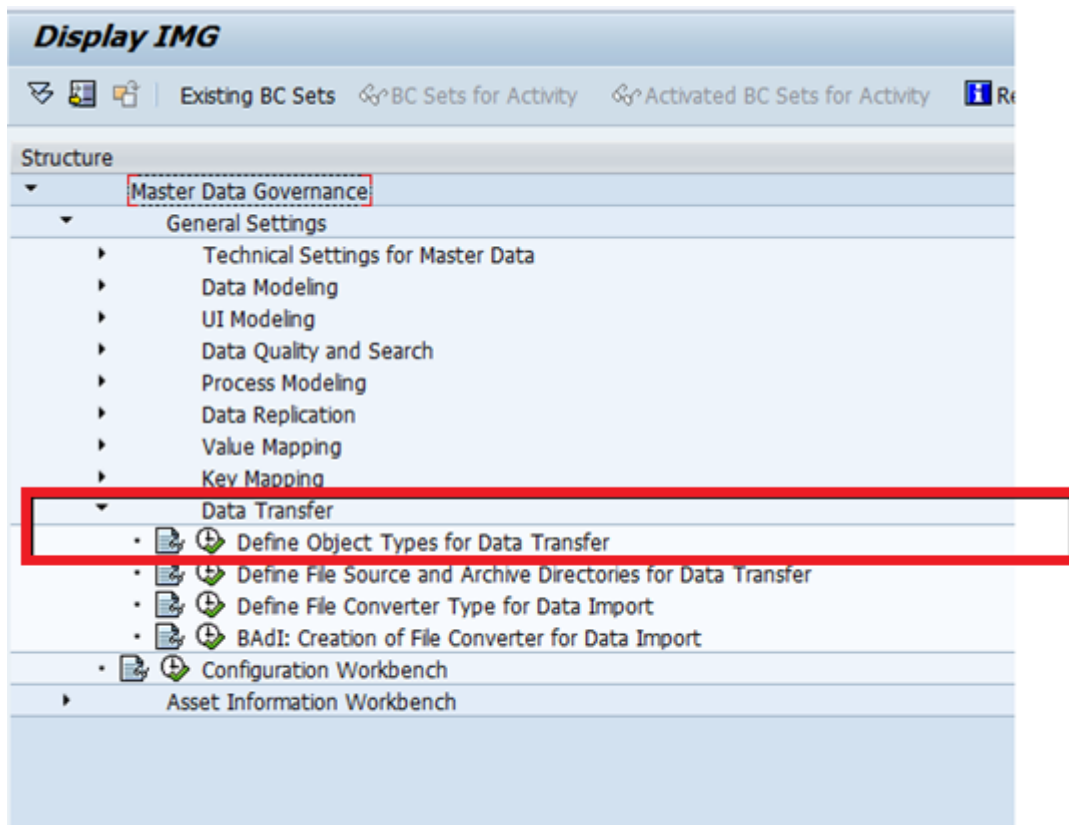 Display IMG
Existing BC Sets BC Sets for Activity Activated BC Sets for Activity
Structure
Master Data Governance
General Settings
Technical Settings for Master Data
Data Modeling
UI Modeling
Data Quality and Search
Process Modeling
Data Replication
Value Mapping
Key Mapping
Data Transfer
Define Object Types for Data Transfer
Define File Source and Archive Directories for Data Transfer
Define File Converter Type for Data Import
BAdI: Creation of File Converter for Data Import
Configuration Workbench
Asset Information Workbench